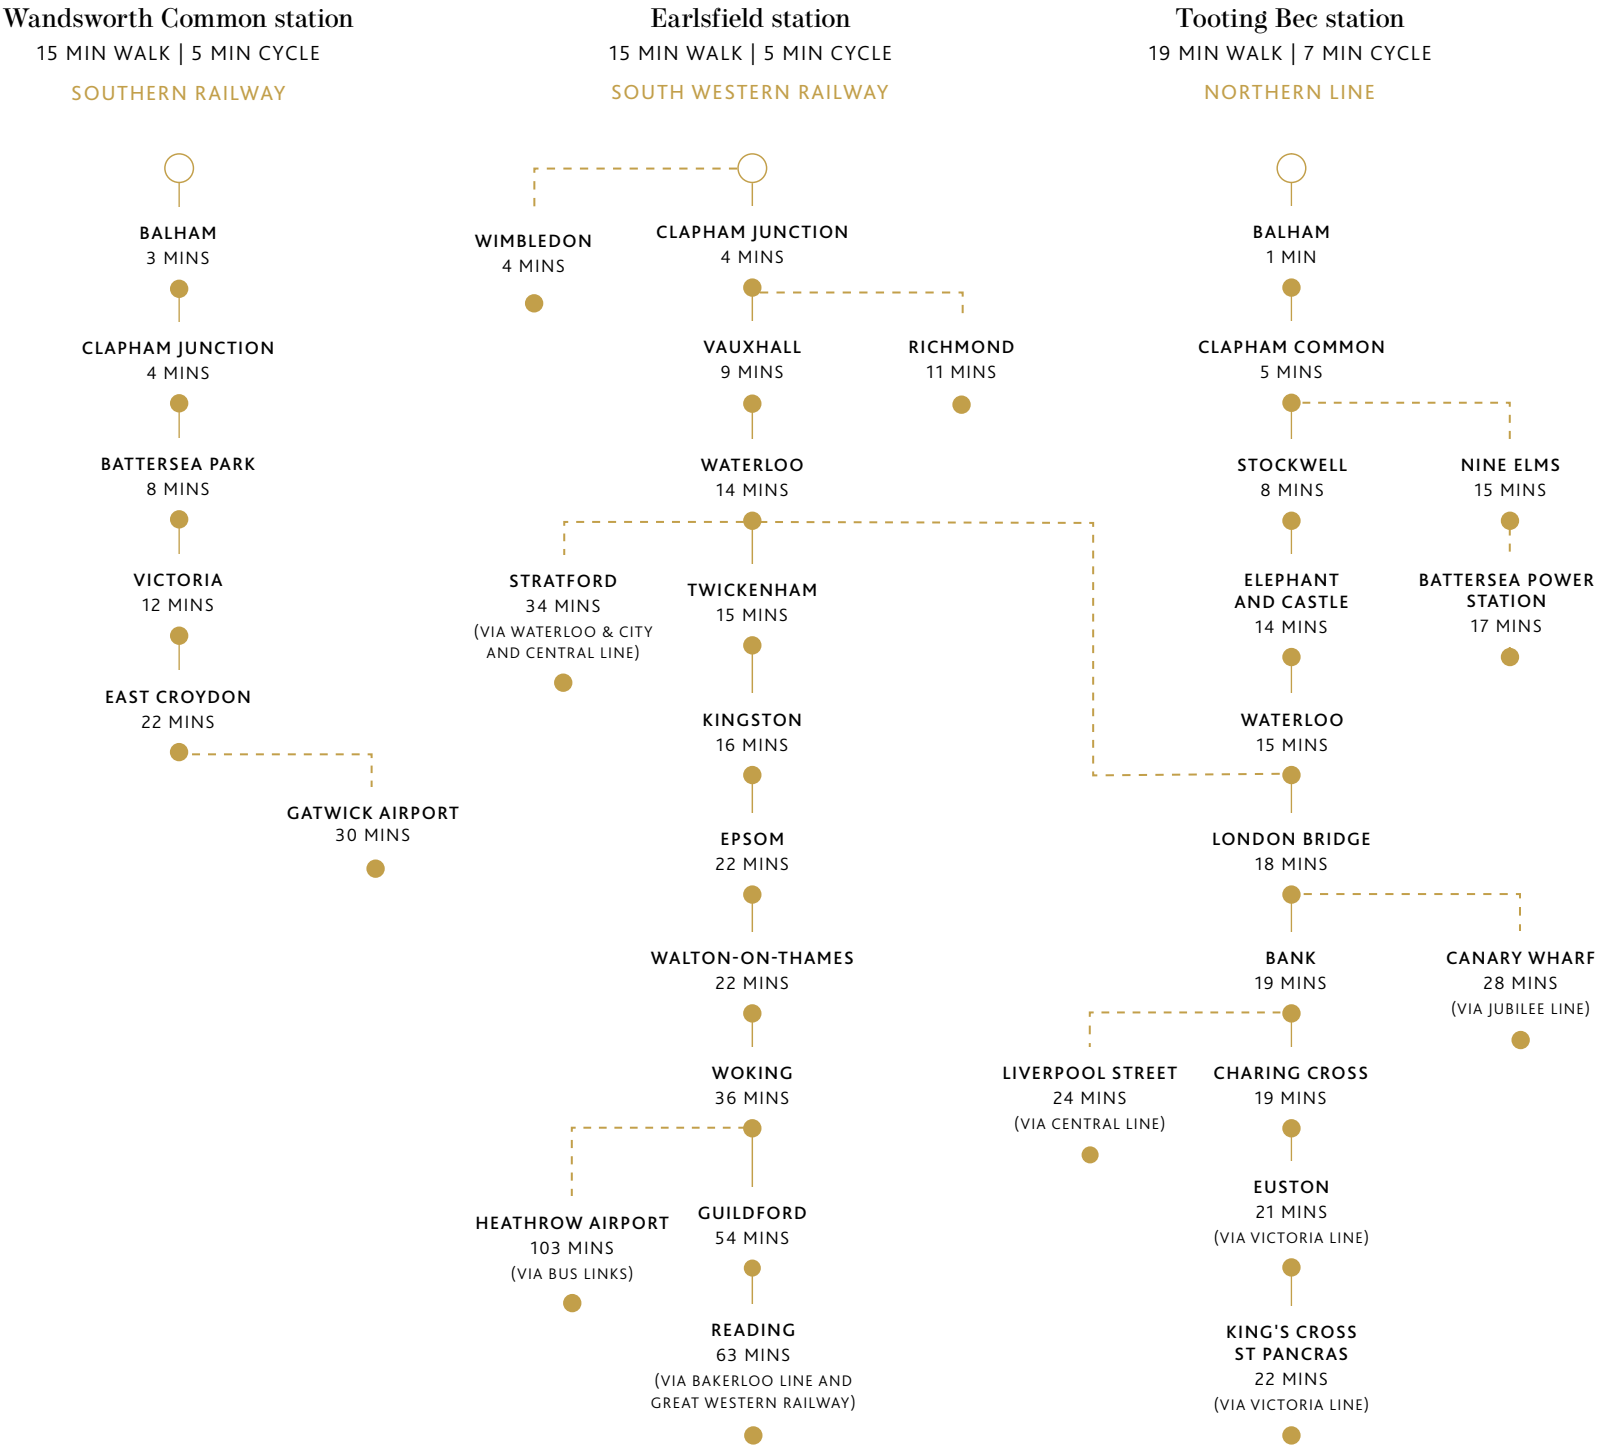 Wandsworth Common station
15 MIN WALK | 5 MIN CYCLE
SOUTHERN RAILWAY
BALHAM
3 MINS
CLAPHAM JUNCTION
4 MINS
BATTERSEA PARK
8 MINS
VICTORIA
12 MINS
EAST CROYDON
22 MINS
GATWICK AIRPORT
30 MINS
Earlsfield station
15 MIN WALK | 5 MIN CYCLE
SOUTH WESTERN RAILWAY
WIMBLEDON
4 MINS
CLAPHAM JUNCTION
4 MINS
VAUXHALL
9 MINS
RICHMOND
11 MINS
WATERLOO
14 MINS
STRATFORD
34 MINS
(VIA WATERLOO & CITY
AND CENTRAL LINE)
TWICKENHAM
15 MINS
KINGSTON
16 MINS
EPSOM
22 MINS
WALTON-ON-THAMES
22 MINS
WOKING
36 MINS
HEATHROW AIRPORT
103 MINS
(VIA BUS LINKS)
GUILDFORD
54 MINS
READING
63 MINS
(VIA BAKERLOO LINE AND
GREAT WESTERN RAILWAY)
Tooting Bec station
19 MIN WALK | 7 MIN CYCLE
NORTHERN LINE
BALHAM
1 MIN
CLAPHAM COMMON
5 MINS
STOCKWELL
8 MINS
NINE ELMS
15 MINS
ELEPHANT
AND CASTLE
14 MINS
BATTERSEA POWER
STATION
17 MINS
WATERLOO
15 MINS
LONDON BRIDGE
18 MINS
BANK
19 MINS
CANARY WHARF
28 MINS
(VIA JUBILEE LINE)
LIVERPOOL STREET
24 MINS
(VIA CENTRAL LINE)
CHARING CROSS
19 MINS
EUSTON
21 MINS
(VIA VICTORIA LINE)
KING'S CROSS
ST PANCRAS
22 MINS
(VIA VICTORIA LINE)